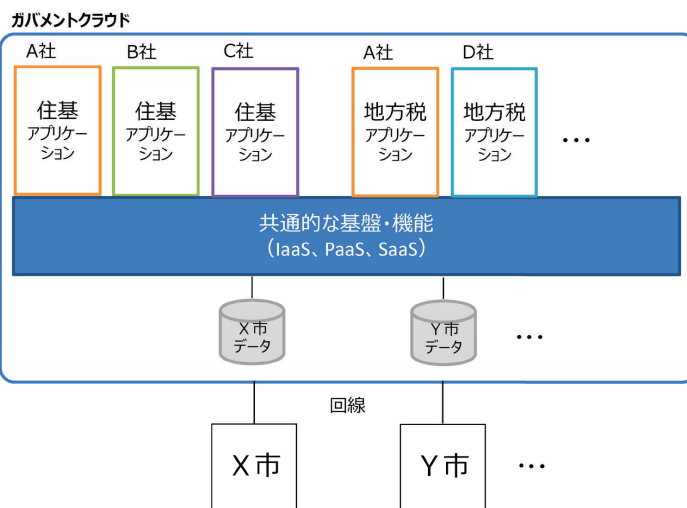 ガバメントクラウド
A社
B社
C社
A社
D社
住基
アプリケー
ション
住基
アプリケー
ション
住基
アプリケー
ション
地方税
アプリケー
ション
地方税
アプリケー
ション
…
共通的な基盤・機能
（IaaS、PaaS、SaaS）
X市
データ
Y市
データ
…
回線
X市
Y市
…